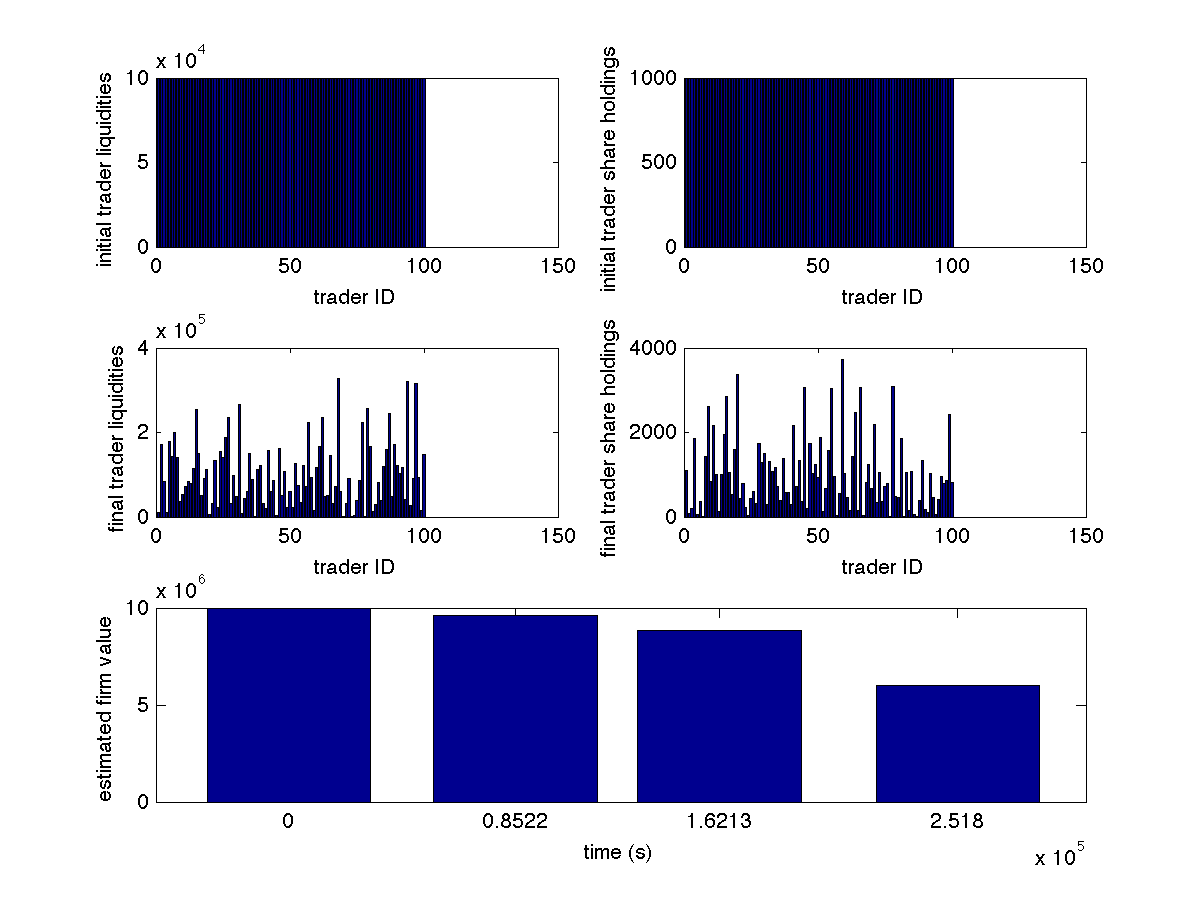 x 10^4
10
5
0
initial trader liquidities
0 50 100 150
trader ID
1000
500
0
initial trader share holdings
0 50 100 150
trader ID
x 10^5
4
2
0
final trader liquidities
0 50 100 150
trader ID
4000
2000
0
final trader share holdings
0 50 100 150
trader ID
x 10^6
10
5
0
estimated firm value
0 0.8522 1.6213 2.518
time (s)
x 10^5